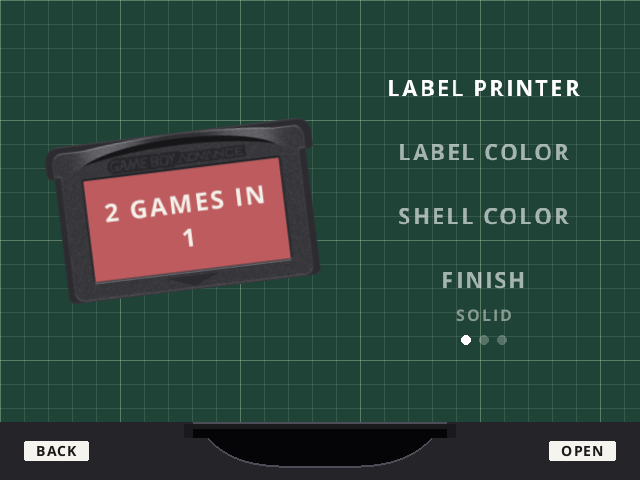 LABEL PRINTER
GAME BOY ADVANCE
LABEL COLOR
2 GAMES IN
1
SHELL COLOR
FINISH
SOLID
BACK
OPEN